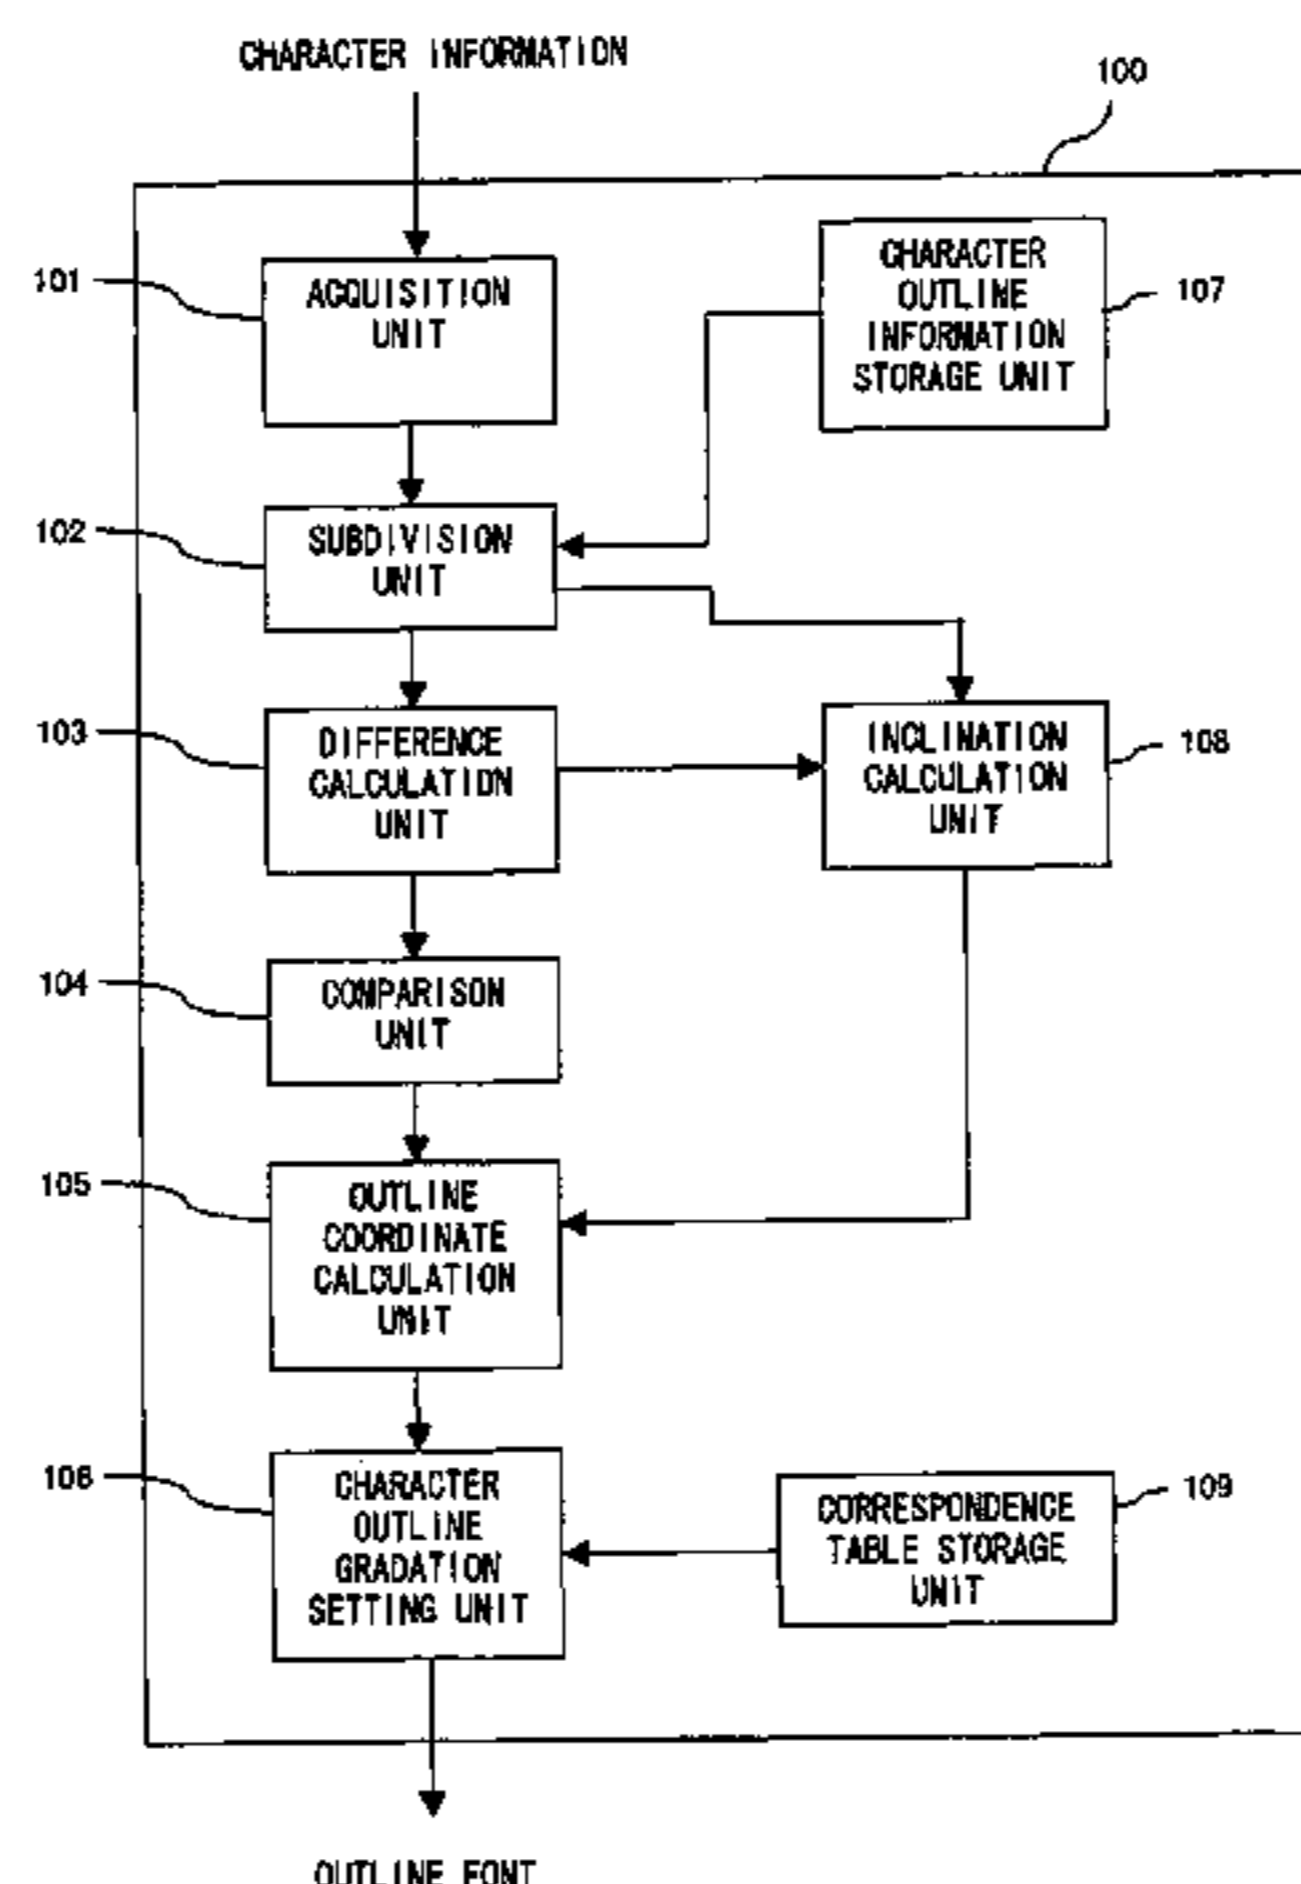 CHARACTER INFORMATION
100
101
ACQUISITION
UNIT
CHARACTER
OUTLINE
INFORMATION
STORAGE UNIT
107
102
SUBDIVISION
UNIT
103
DIFFERENCE
CALCULATION
UNIT
INCLINATION
CALCULATION
UNIT
108
104
COMPARISON
UNIT
105
OUTLINE
COORDINATE
CALCULATION
UNIT
106
CHARACTER
OUTLINE
GRADATION
SETTING UNIT
CORRESPONDENCE
TABLE STORAGE
UNIT
109
OUTLINE FONT